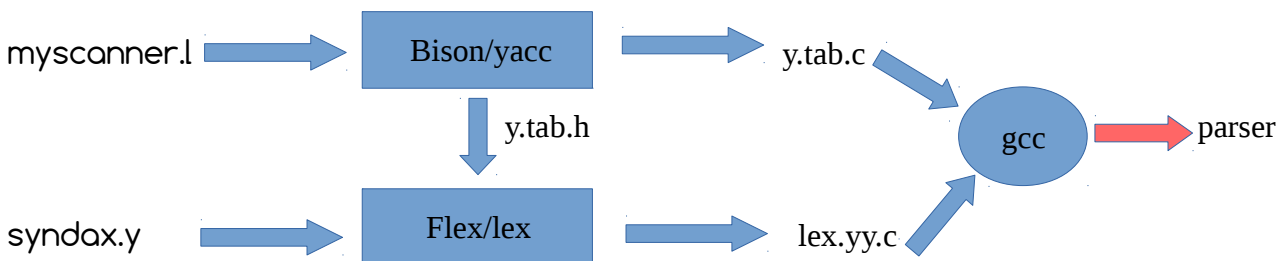 myscanner.l
Bison/yacc
y.tab.c
y.tab.h
gcc
parser
syndax.y
Flex/lex
lex.yy.c